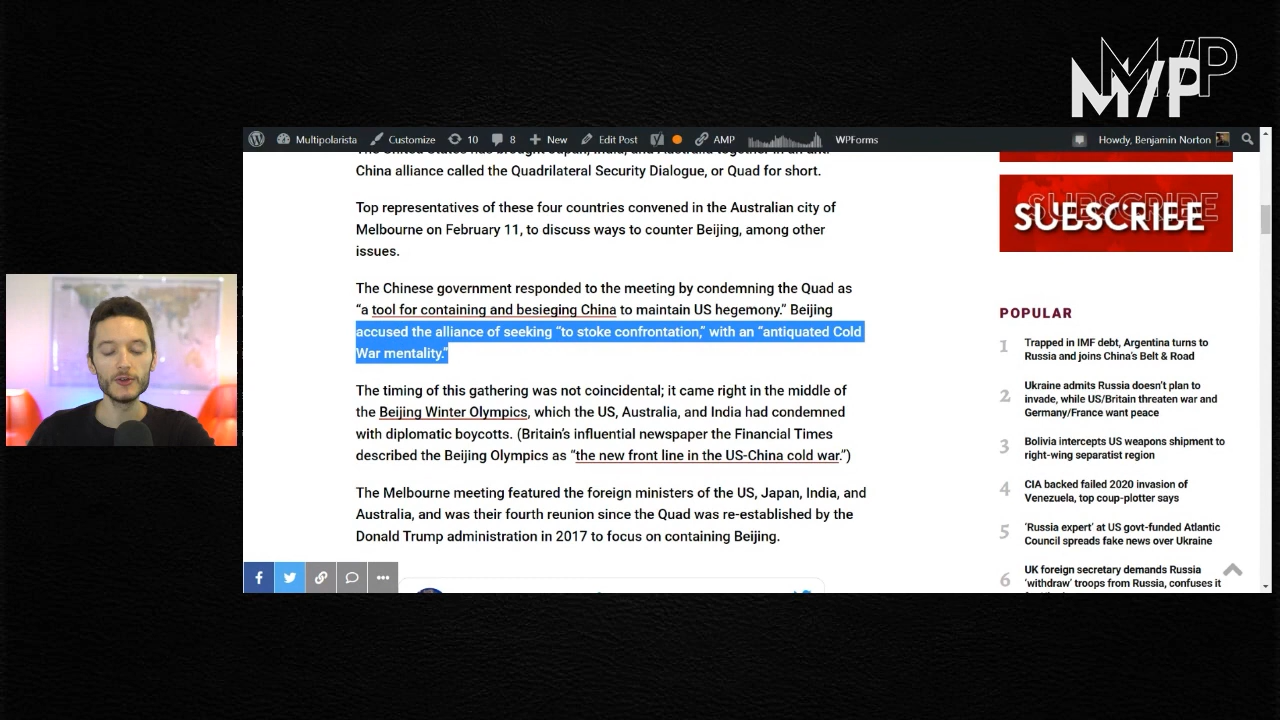 M/P
M/P
Multipolarista
Customize
10
8
New
Edit Post
AMP
WPForms
Howdy, Benjamin Norton
China alliance called the Quadrilateral Security Dialogue, or Quad for short.
Top representatives of these four countries convened in the Australian city of
Melbourne on February 11, to discuss ways to counter Beijing, among other
issues.
The Chinese government responded to the meeting by condemning the Quad as
“a tool for containing and besieging China to maintain US hegemony.” Beijing
accused the alliance of seeking “to stoke confrontation,” with an “antiquated Cold
War mentality.”
The timing of this gathering was not coincidental; it came right in the middle of
the Beijing Winter Olympics, which the US, Australia, and India had condemned
with diplomatic boycotts. (Britain’s influential newspaper the Financial Times
described the Beijing Olympics as “the new front line in the US-China cold war.”)
The Melbourne meeting featured the foreign ministers of the US, Japan, India, and
Australia, and was their fourth reunion since the Quad was re-established by the
Donald Trump administration in 2017 to focus on containing Beijing.
SUBSCRIBE
SUBSCRIBE
POPULAR
1 Trapped in IMF debt, Argentina turns to
Russia and joins China’s Belt & Road
2 Ukraine admits Russia doesn’t plan to
invade, while US/Britain threaten war and
Germany/France want peace
3 Bolivia intercepts US weapons shipment to
right-wing separatist region
4 CIA backed failed 2020 invasion of
Venezuela, top coup-plotter says
5 ‘Russia expert’ at US govt-funded Atlantic
Council spreads fake news over Ukraine
6 UK foreign secretary demands Russia
‘withdraw’ troops from Russia, confuses it